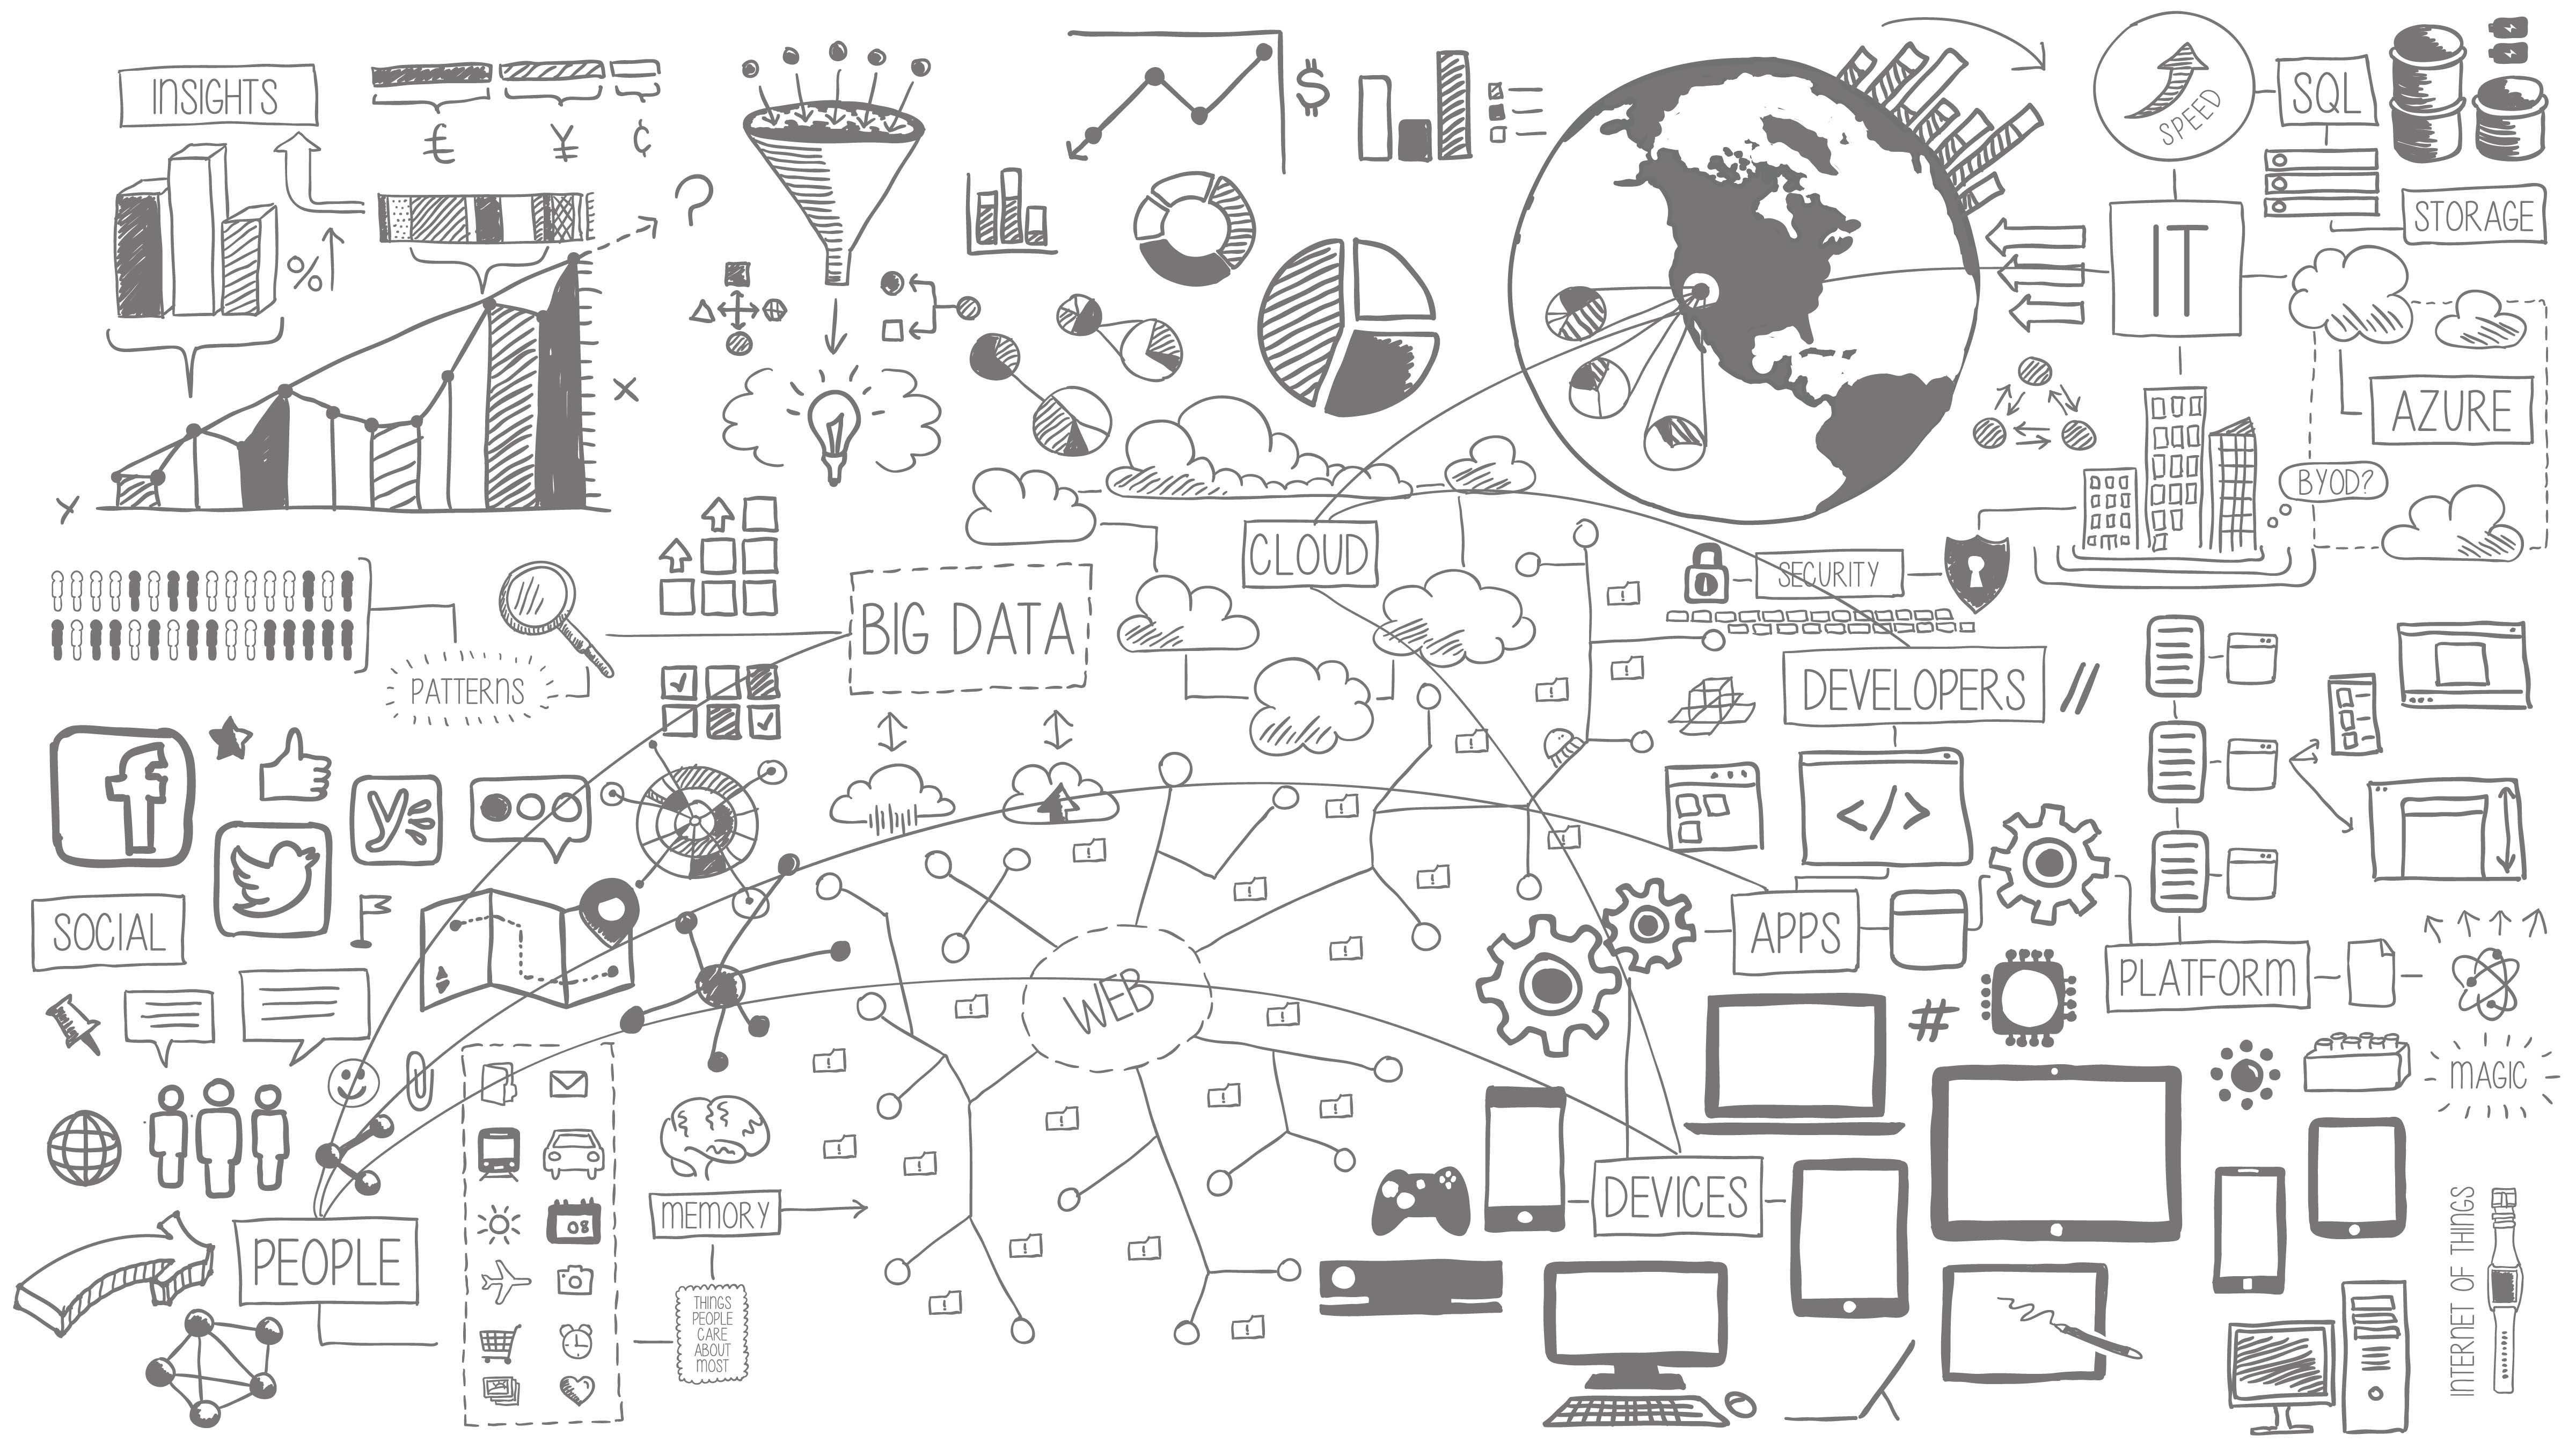 INSIGHTS
€ ¥ ¢
%
?
X
Y
$
SPEED
SQL
STORAGE
IT
AZURE
BYOD?
CLOUD
SECURITY
BIG DATA
PATTERNS
DEVELOPERS //
</>
f
y
SOCIAL
WEB
APPS
PLATFORM
#
MAGIC
08
MEMORY
DEVICES
PEOPLE
THINGS
PEOPLE
CARE
ABOUT
MOST
INTERNET OF THINGS